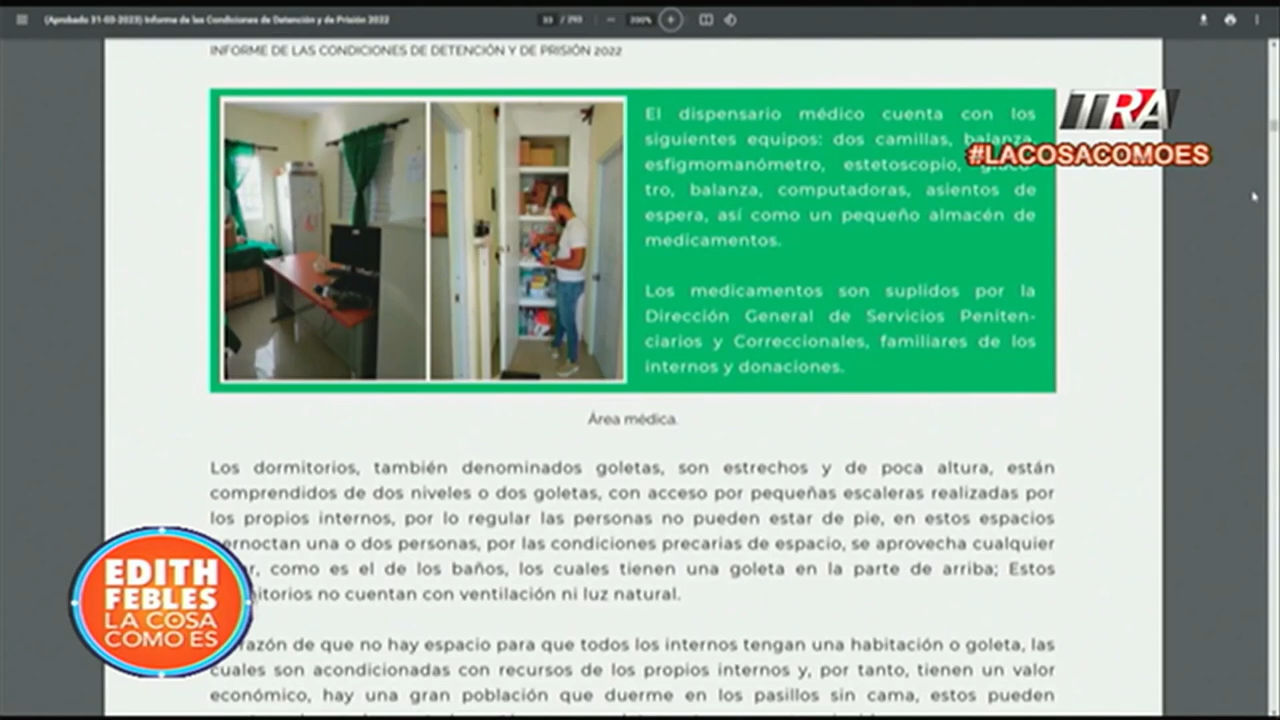 (Aprobado 31-03-2023) Informe de las Condiciones de Detención y de Prisión 2022
33 / 293
200%
INFORME DE LAS CONDICIONES DE DETENCIÓN Y DE PRISIÓN 2022
El dispensario médico cuenta con los
siguientes equipos: dos camillas, balanza,
esfigmomanómetro, estetoscopio,
tro, balanza, computadoras, asientos de
espera, así como un pequeño almacén de
medicamentos.
Los medicamentos son suplidos por la
Dirección General de Servicios Peniten-
ciarios y Correccionales, familiares de los
internos y donaciones.
TRA
#LACOSACOMOES
Área médica.
Los dormitorios, también denominados goletas, son estrechos y de poca altura, están
comprendidos de dos niveles o dos goletas, con acceso por pequeñas escaleras realizadas por
los propios internos, por lo regular las personas no pueden estar de pie, en estos espacios
pernoctan una o dos personas, por las condiciones precarias de espacio, se aprovecha cualquier
como es el de los baños, los cuales tienen una goleta en la parte de arriba; Estos
dormitorios no cuentan con ventilación ni luz natural.
razón de que no hay espacio para que todos los internos tengan una habitación o goleta, las
cuales son acondicionadas con recursos de los propios internos y, por tanto, tienen un valor
económico, hay una gran población que duerme en los pasillos sin cama, estos pueden
EDITH
FEBLES
LA COSA
COMO ES